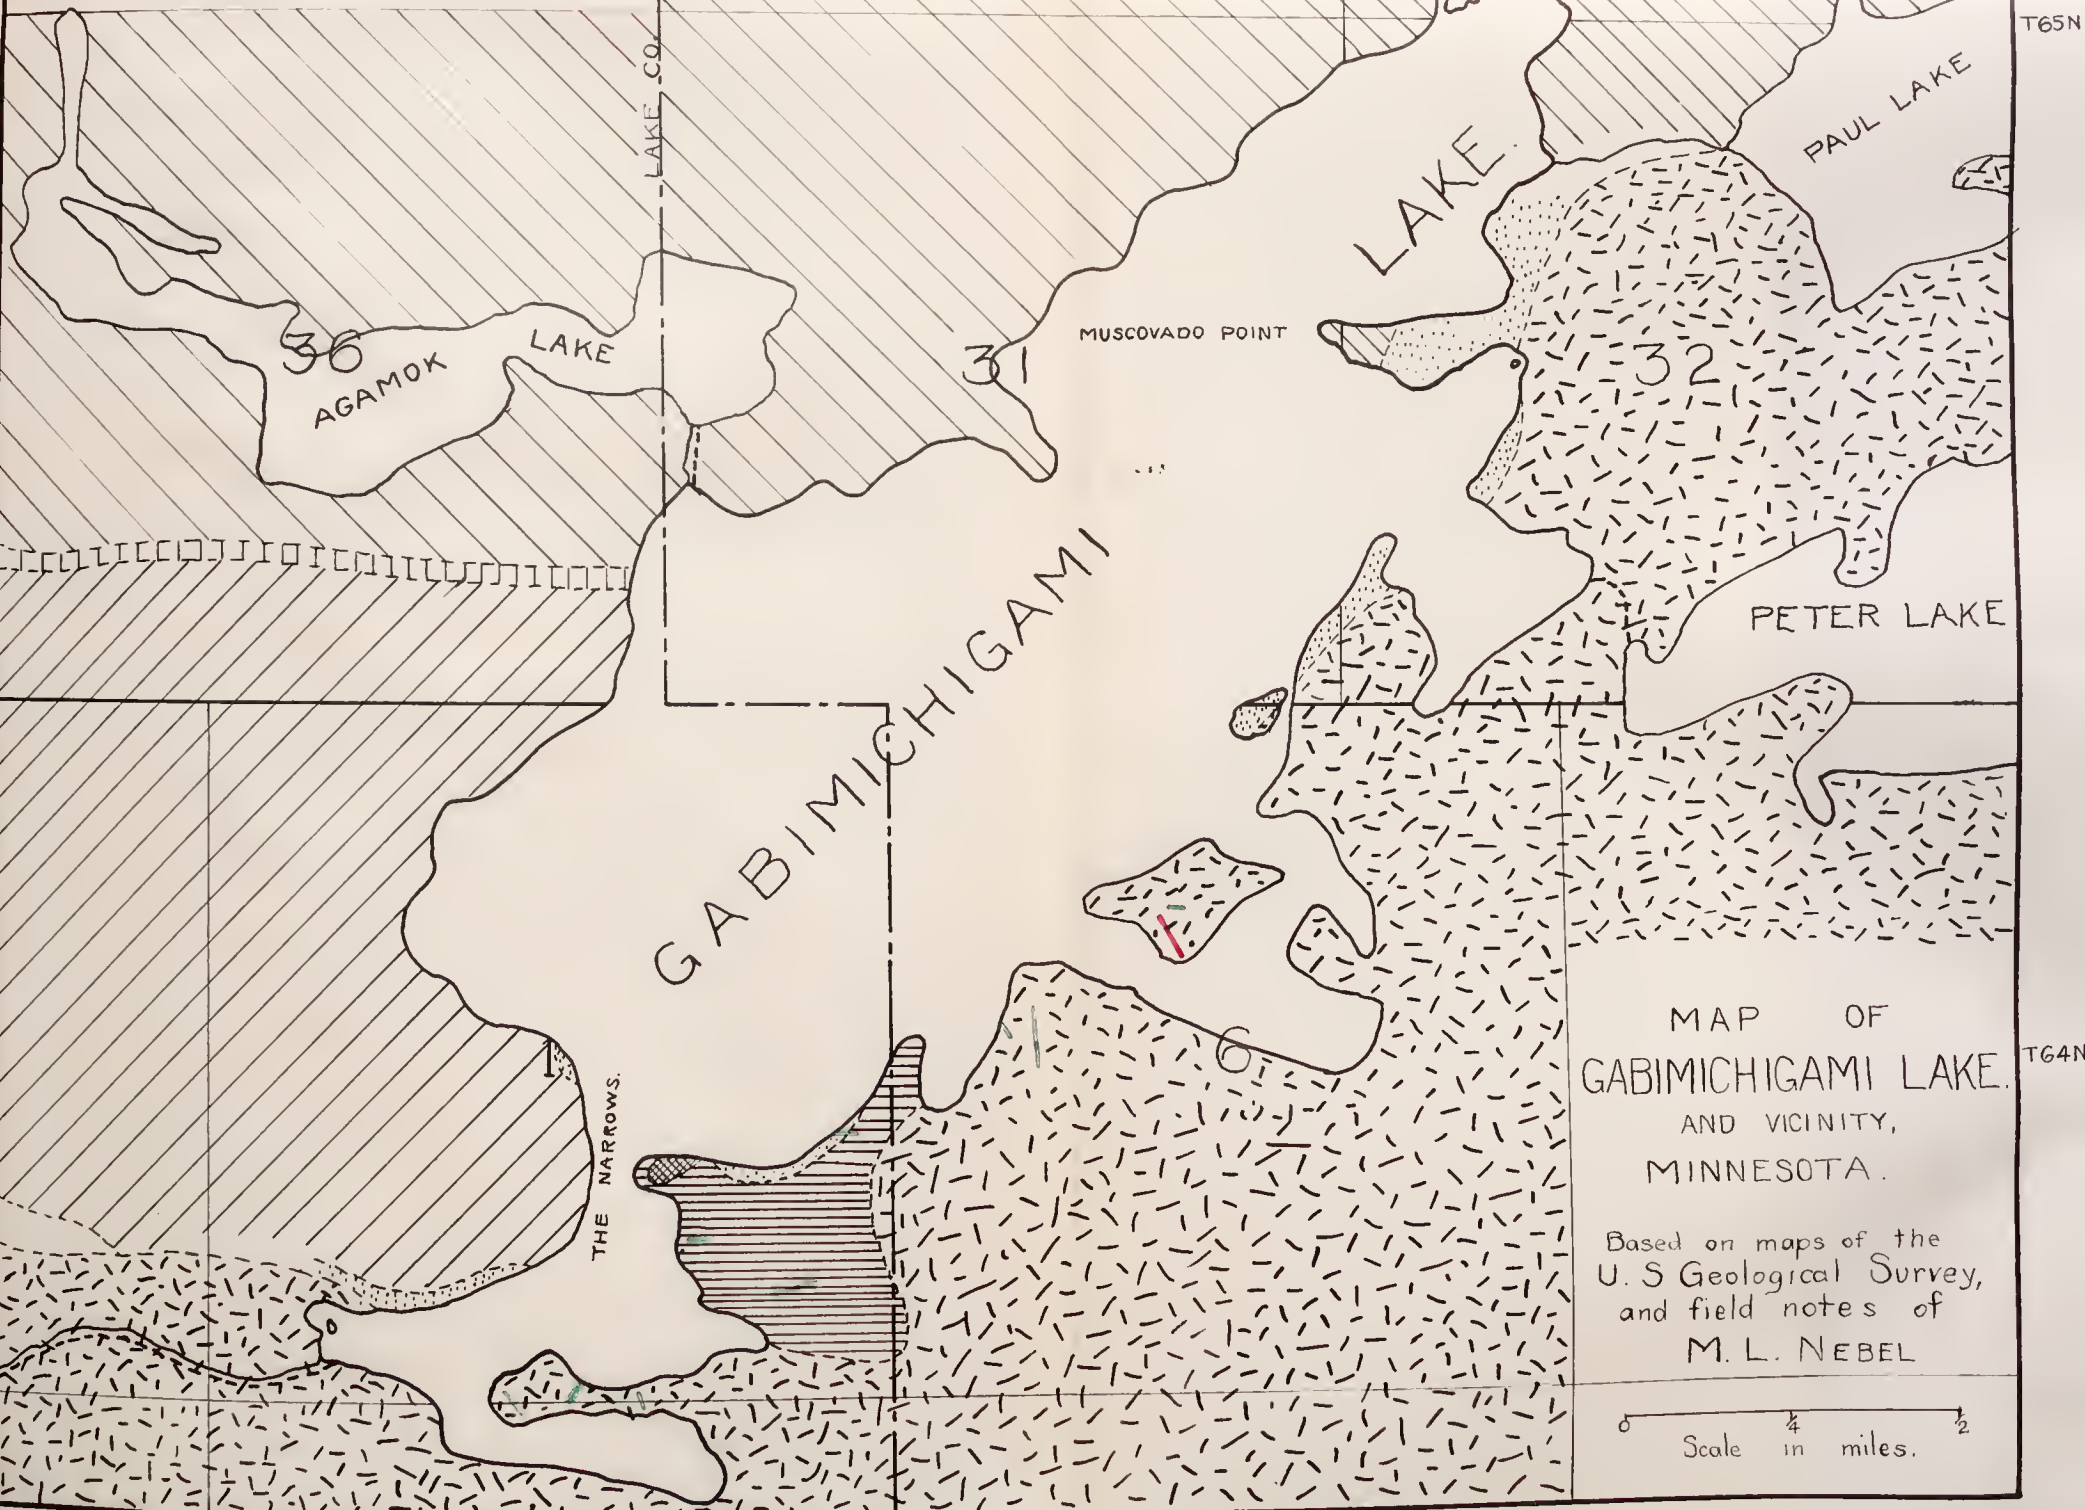 T65N
LAKE CO.
PAUL LAKE
LAKE.
MUSCOVADO POINT
36
AGAMOK LAKE
31
32
GABIMICHIGAMI
PETER LAKE
6
1
THE NARROWS.
T64N
MAP OF
GABIMICHIGAMI LAKE.
AND VICINITY,
MINNESOTA.
Based on maps of the
U. S Geological Survey,
and field notes of
M. L. NEBEL
0 1/4 1/2
Scale in miles.